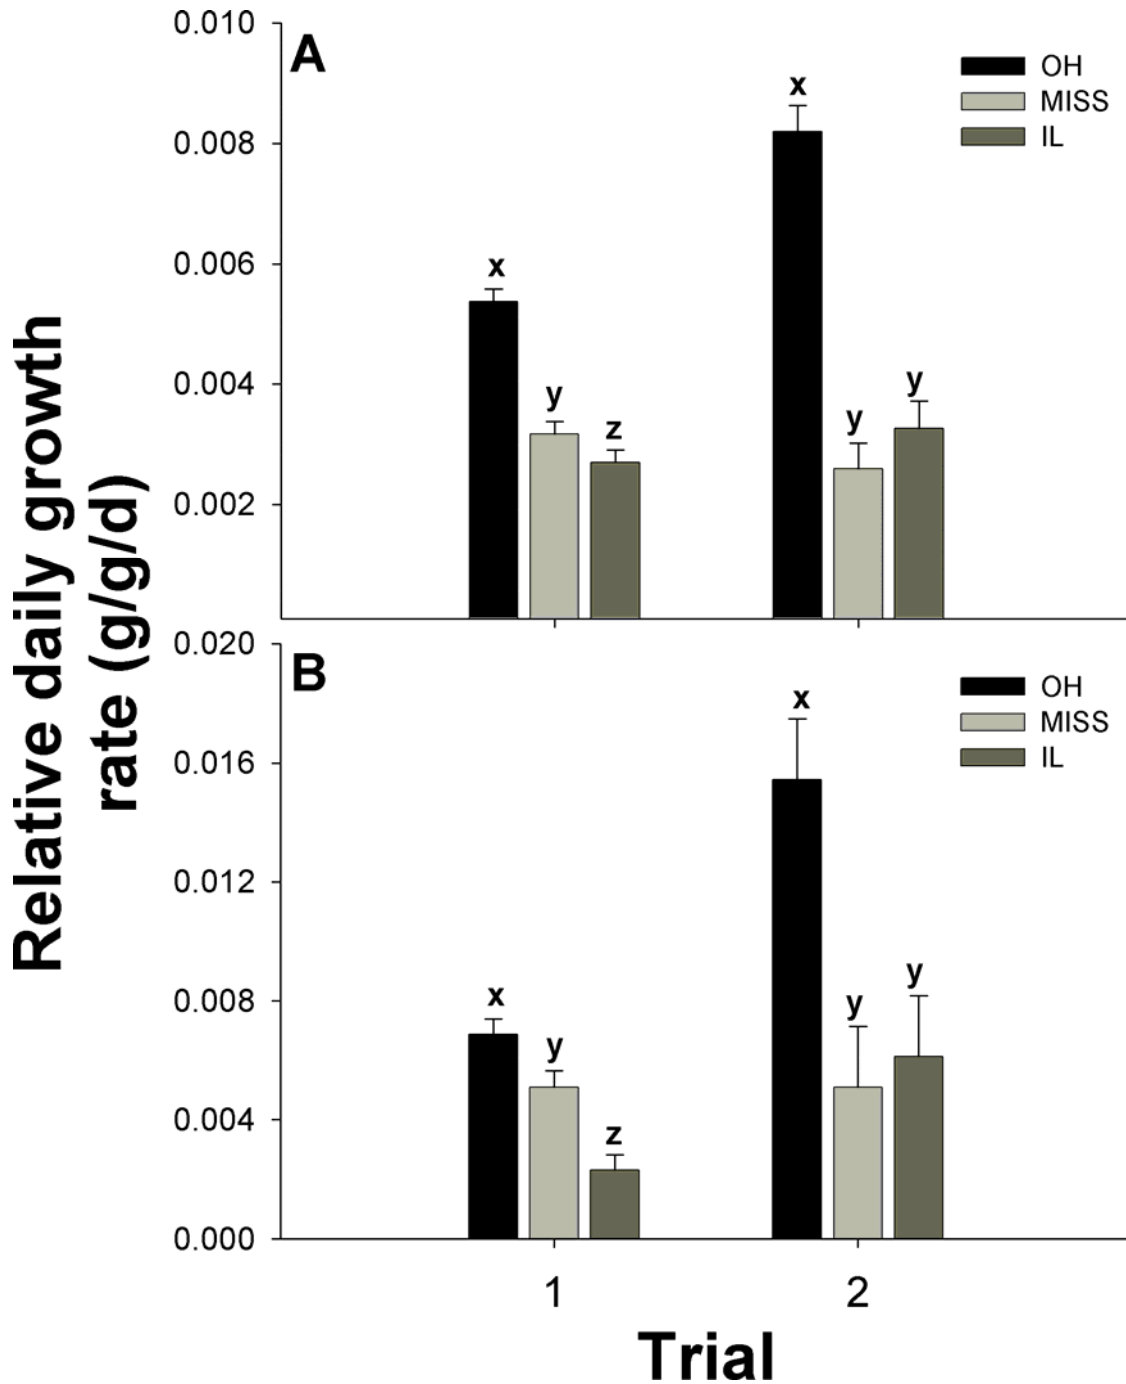 0.010
A
OH
MISS
IL
x
0.008
0.006
x
0.004
y
z
y
y
0.002
Relative daily growth
rate (g/g/d)
0.020
B
OH
MISS
IL
x
0.016
0.012
0.008
x
y
z
y
y
0.004
0.000
1
2
Trial